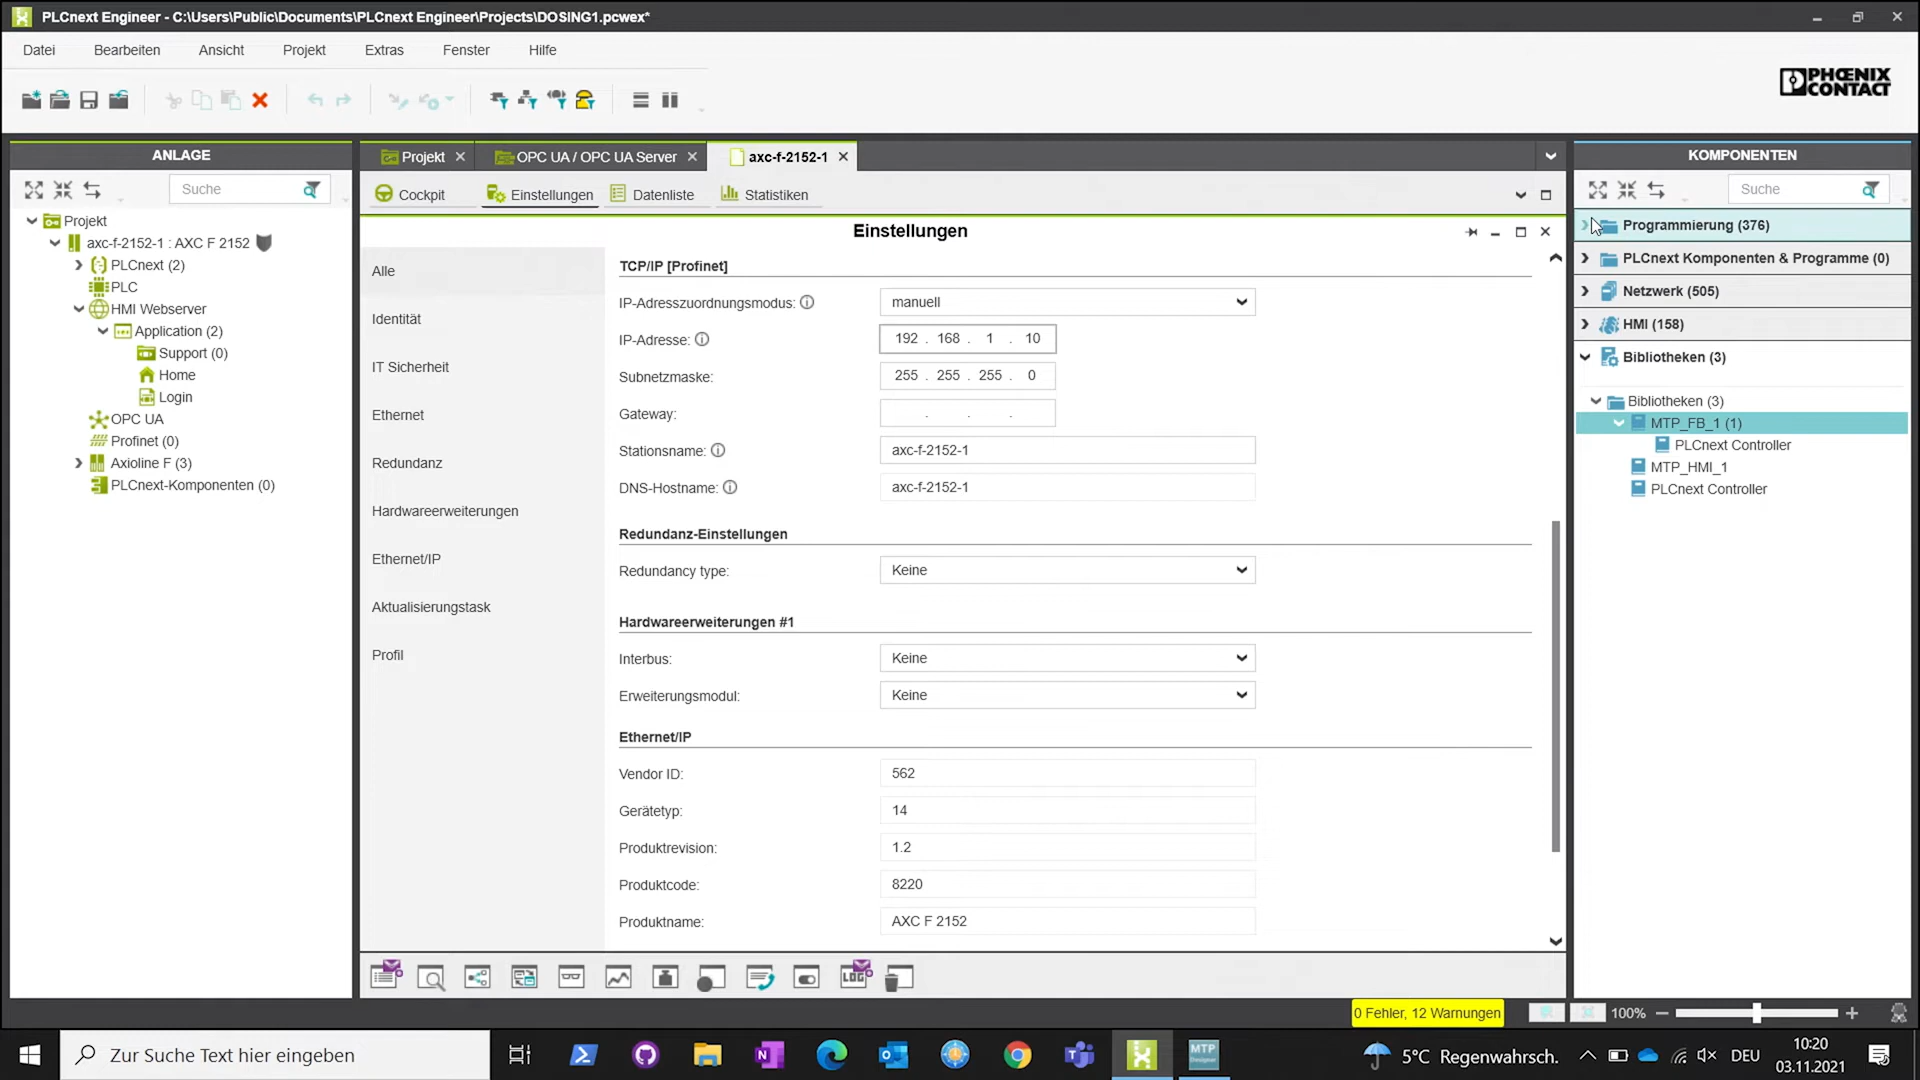 PLCnext Engineer - C:\Users\Public\Documents\PLCnext Engineer\Projects\DOSING1.pcwex*
Datei Bearbeiten Ansicht Projekt Extras Fenster Hilfe
PHŒNIX CONTACT
ANLAGE
Suche
Projekt
axc-f-2152-1 : AXC F 2152
PLCnext (2)
PLC
HMI Webserver
Application (2)
Support (0)
Home
Login
OPC UA
Profinet (0)
Axioline F (3)
PLCnext-Komponenten (0)
Projekt OPC UA / OPC UA Server axc-f-2152-1
Cockpit Einstellungen Datenliste Statistiken
Einstellungen
Alle
Identität
IT Sicherheit
Ethernet
Redundanz
Hardwareerweiterungen
Ethernet/IP
Aktualisierungstask
Profil
TCP/IP [Profinet]
IP-Adresszuordnungsmodus: manuell
IP-Adresse: 192 . 168 . 1 . 10
Subnetzmaske: 255 . 255 . 255 . 0
Gateway: . . .
Stationsname: axc-f-2152-1
DNS-Hostname: axc-f-2152-1
Redundanz-Einstellungen
Redundancy type: Keine
Hardwareerweiterungen #1
Interbus: Keine
Erweiterungsmodul: Keine
Ethernet/IP
Vendor ID: 562
Gerätetyp: 14
Produktrevision: 1.2
Produktcode: 8220
Produktname: AXC F 2152
KOMPONENTEN
Suche
Programmierung (376)
PLCnext Komponenten & Programme (0)
Netzwerk (505)
HMI (158)
Bibliotheken (3)
Bibliotheken (3)
MTP_FB_1 (1)
PLCnext Controller
MTP_HMI_1
PLCnext Controller
LOG
0 Fehler, 12 Warnungen
100%
Zur Suche Text hier eingeben
MTP
5°C Regenwahrsch.
DEU
10:20
03.11.2021